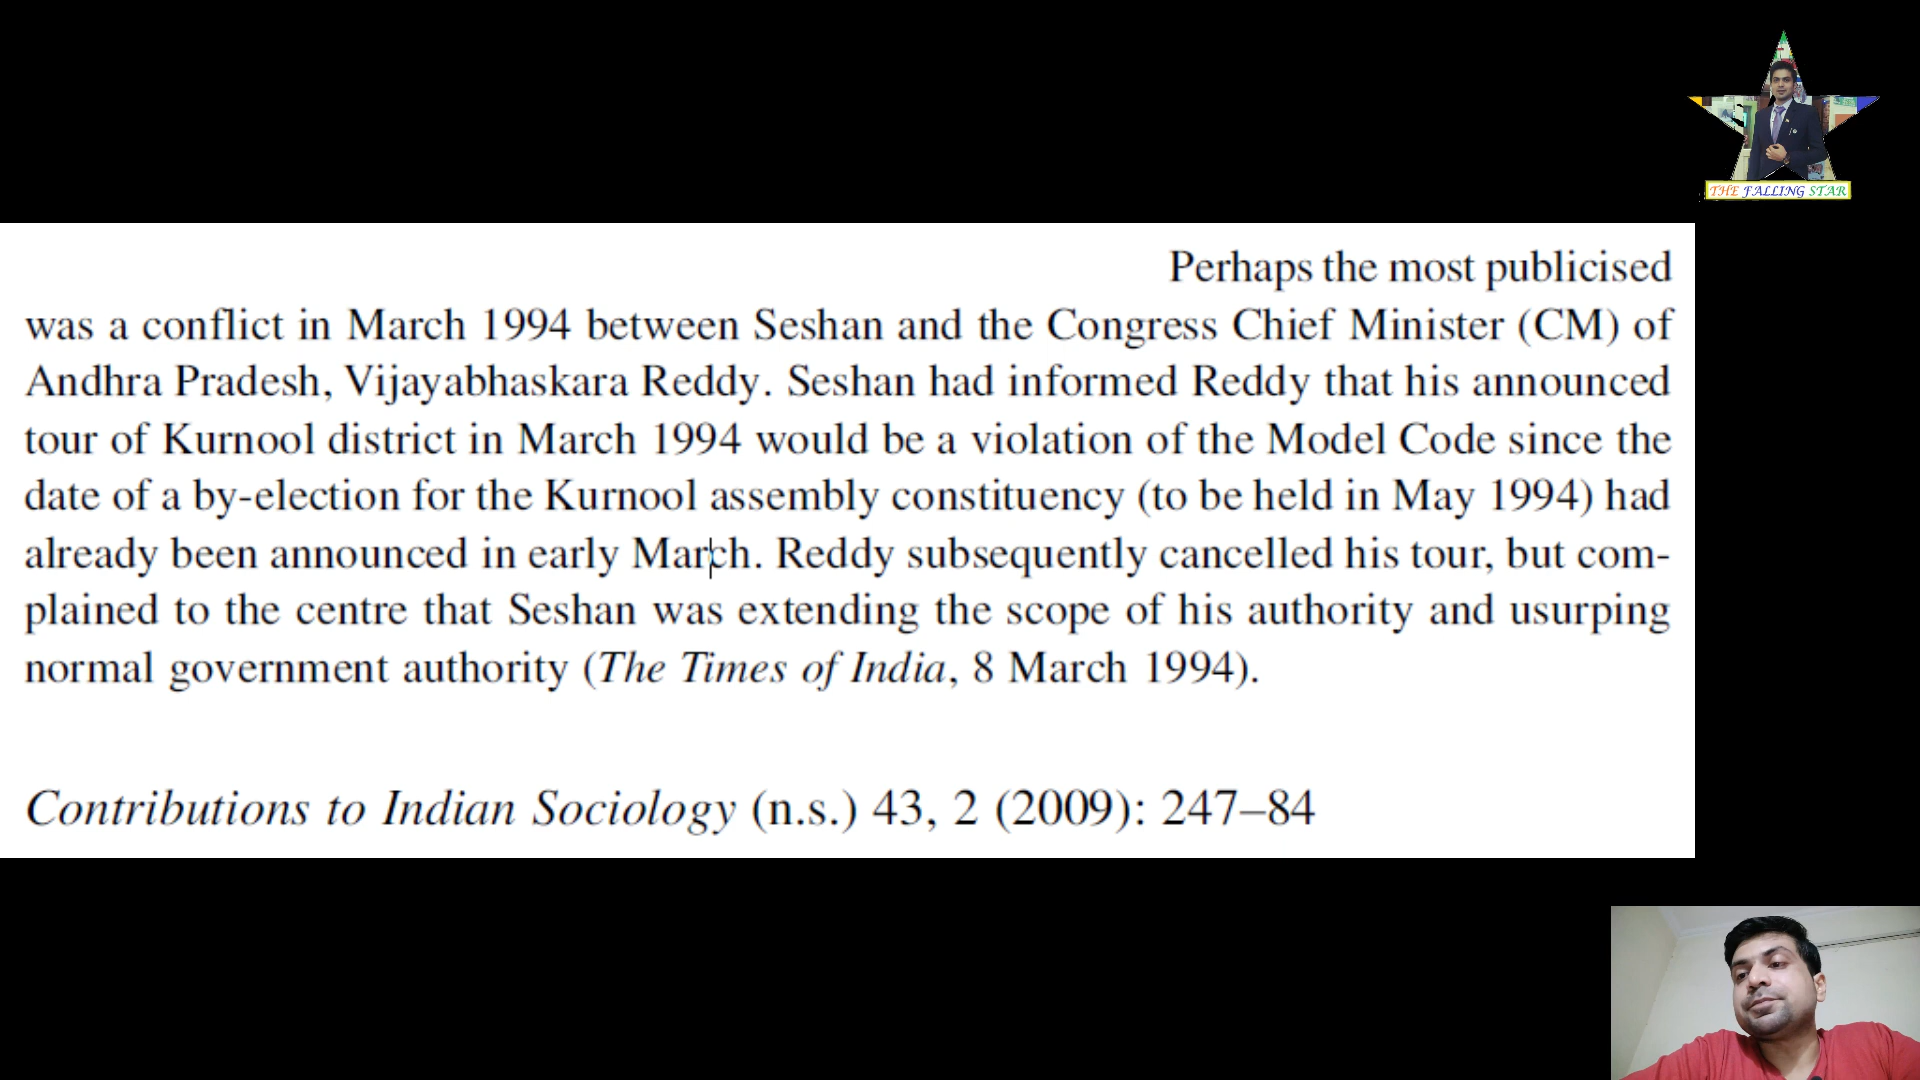 THE FALLING STAR
Perhaps the most publicised
was a conflict in March 1994 between Seshan and the Congress Chief Minister (CM) of
Andhra Pradesh, Vijayabhaskara Reddy. Seshan had informed Reddy that his announced
tour of Kurnool district in March 1994 would be a violation of the Model Code since the
date of a by-election for the Kurnool assembly constituency (to be held in May 1994) had
already been announced in early March. Reddy subsequently cancelled his tour, but com-
plained to the centre that Seshan was extending the scope of his authority and usurping
normal government authority (The Times of India, 8 March 1994).
Contributions to Indian Sociology (n.s.) 43, 2 (2009): 247–84